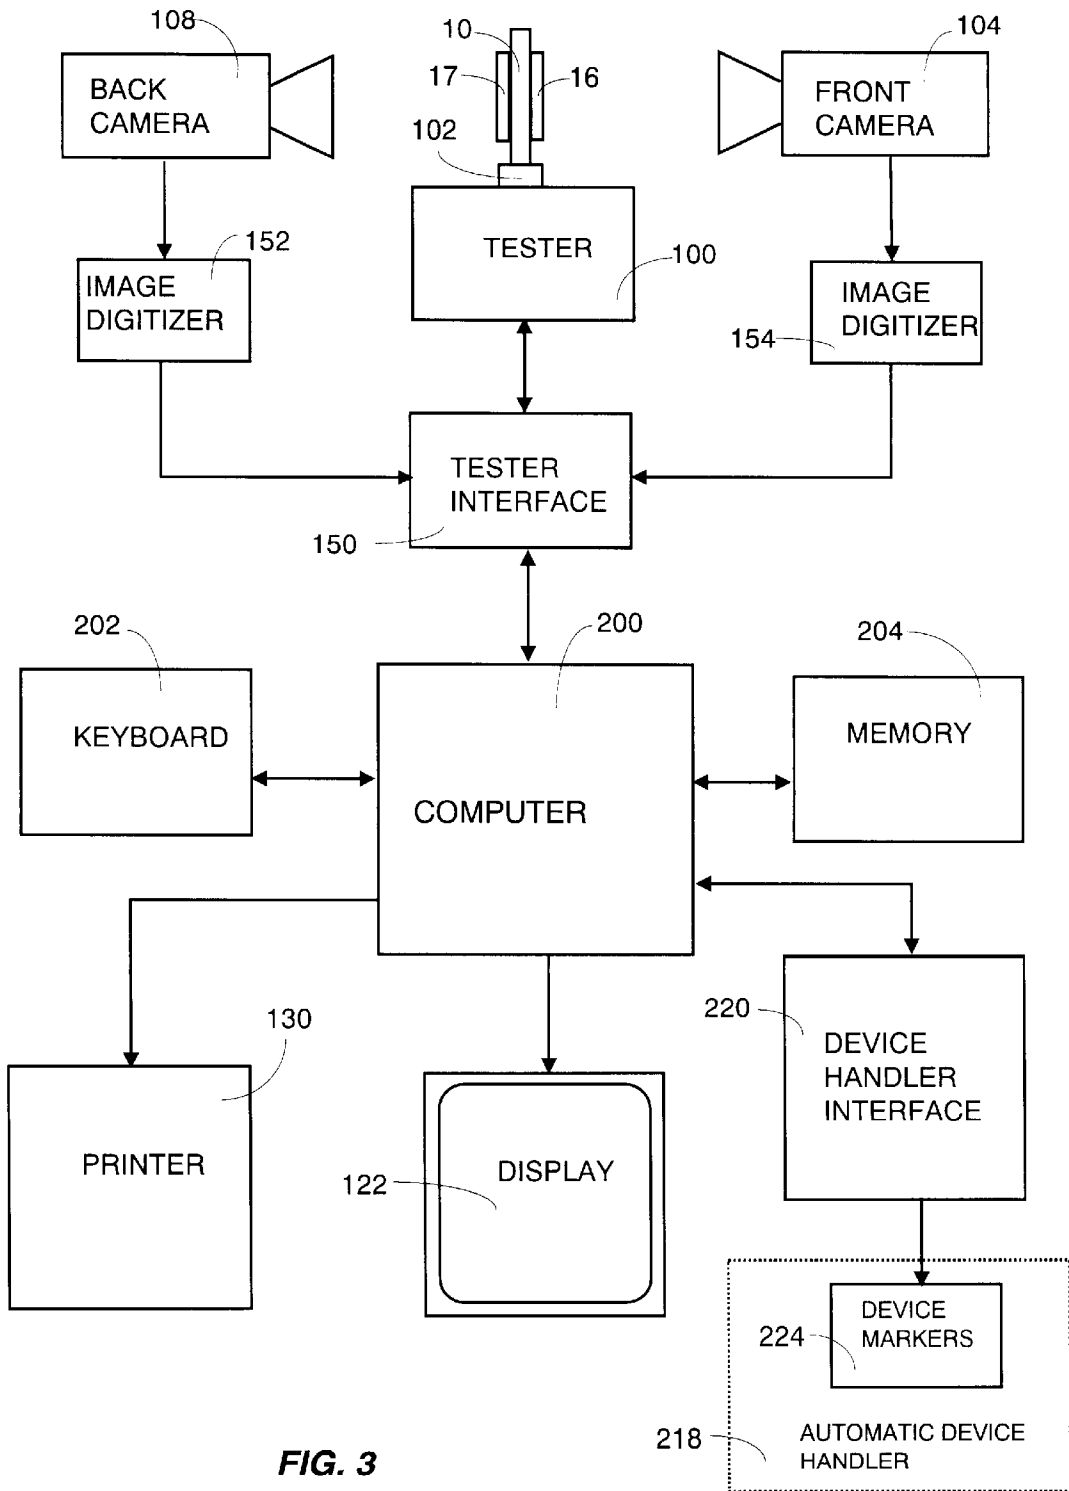 108
10
104
17
16
BACK
CAMERA
FRONT
CAMERA
102
TESTER
152
100
IMAGE
DIGITIZER
IMAGE
DIGITIZER
154
TESTER
INTERFACE
150
202
200
204
KEYBOARD
MEMORY
COMPUTER
130
220
DEVICE
HANDLER
INTERFACE
PRINTER
DISPLAY
122
DEVICE
MARKERS
224
218
AUTOMATIC DEVICE
HANDLER
FIG. 3